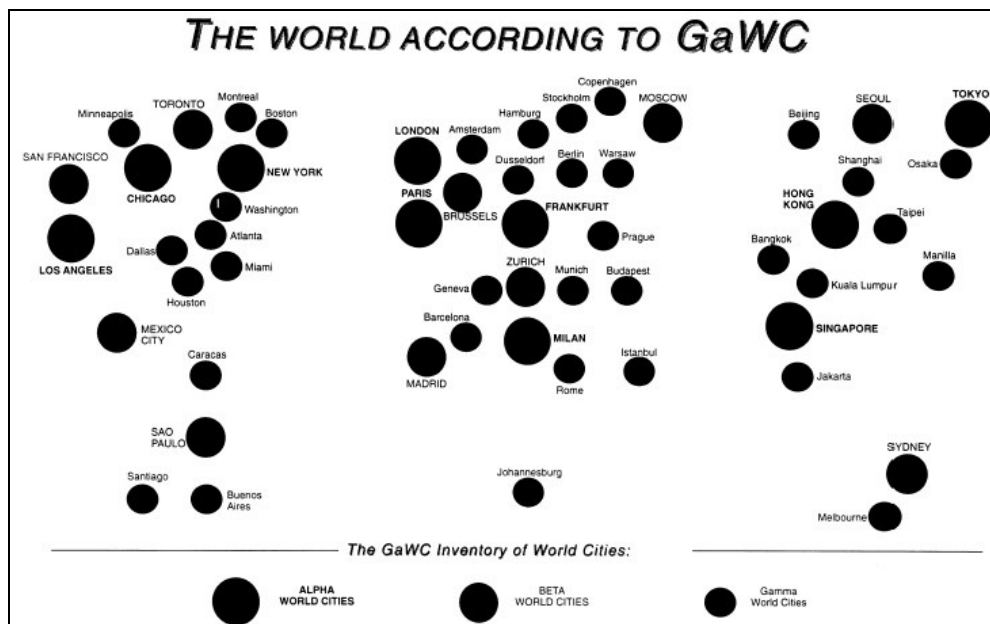 THE WORLD ACCORDING TO GaWC
Copenhagen
Stockholm
MOSCOW
TOKYO
Montreal
TORONTO
Minneapolis
Boston
Hamburg
SEOUL
Beijing
LONDON
Amsterdam
SAN FRANCISCO
Dusseldorf
Berlin
Warsaw
Shanghai
Osaka
NEW YORK
CHICAGO
PARIS
HONG
KONG
Washington
BRUSSELS
FRANKFURT
Taipei
Atlanta
Prague
Dallas
Bangkok
Manilla
LOS ANGELES
Miami
ZURICH
Munich
Budapest
Geneva
Kuala Lumpur
Houston
Barcelona
MEXICO
CITY
MILAN
SINGAPORE
Caracas
Istanbul
MADRID
Rome
Jakarta
SAO
PAULO
SYDNEY
Santiago
Johannesburg
Buenos
Aires
Melbourne
The GaWC Inventory of World Cities:
ALPHA
WORLD CITIES
BETA
WORLD CITIES
Gamma
World Cities